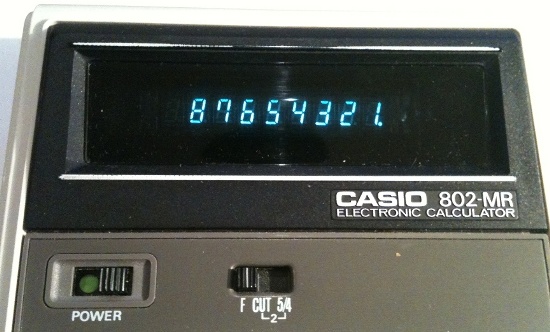 87654321.
CASIO 802-MR
ELECTRONIC CALCULATOR
POWER
F CUT 5/4
2